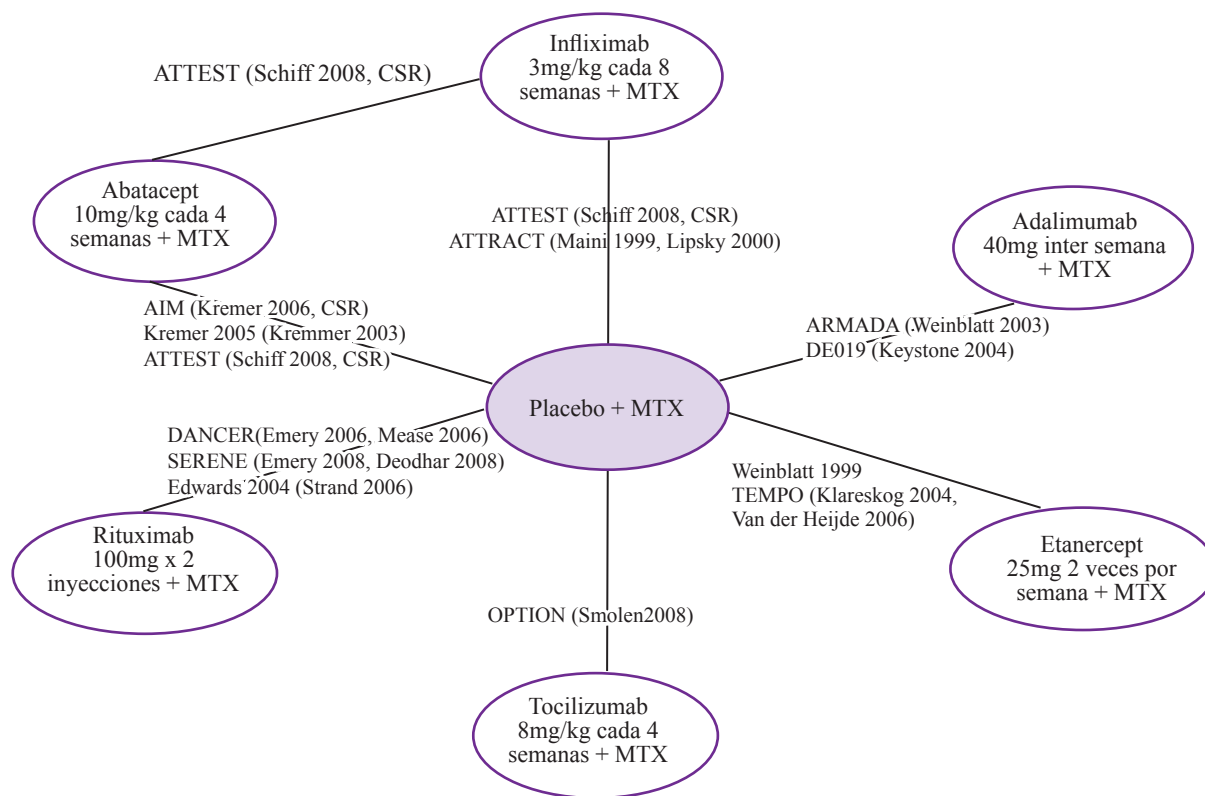 Infliximab
3mg/kg cada 8
semanas + MTX
ATTEST (Schiff 2008, CSR)
Abatacept
10mg/kg cada 4
semanas + MTX
ATTEST (Schiff 2008, CSR)
ATTRACT (Maini 1999, Lipsky 2000)
Adalimumab
40mg inter semana
+ MTX
AIM (Kremer 2006, CSR)
Kremer 2005 (Kremmer 2003)
ATTEST (Schiff 2008, CSR)
ARMADA (Weinblatt 2003)
DE019 (Keystone 2004)
Placebo + MTX
DANCER(Emery 2006, Mease 2006)
SERENE (Emery 2008, Deodhar 2008)
Edwards 2004 (Strand 2006)
Weinblatt 1999
TEMPO (Klareskog 2004,
Van der Heijde 2006)
Rituximab
100mg x 2
inyecciones + MTX
Etanercept
25mg 2 veces por
semana + MTX
OPTION (Smolen2008)
Tocilizumab
8mg/kg cada 4
semanas + MTX